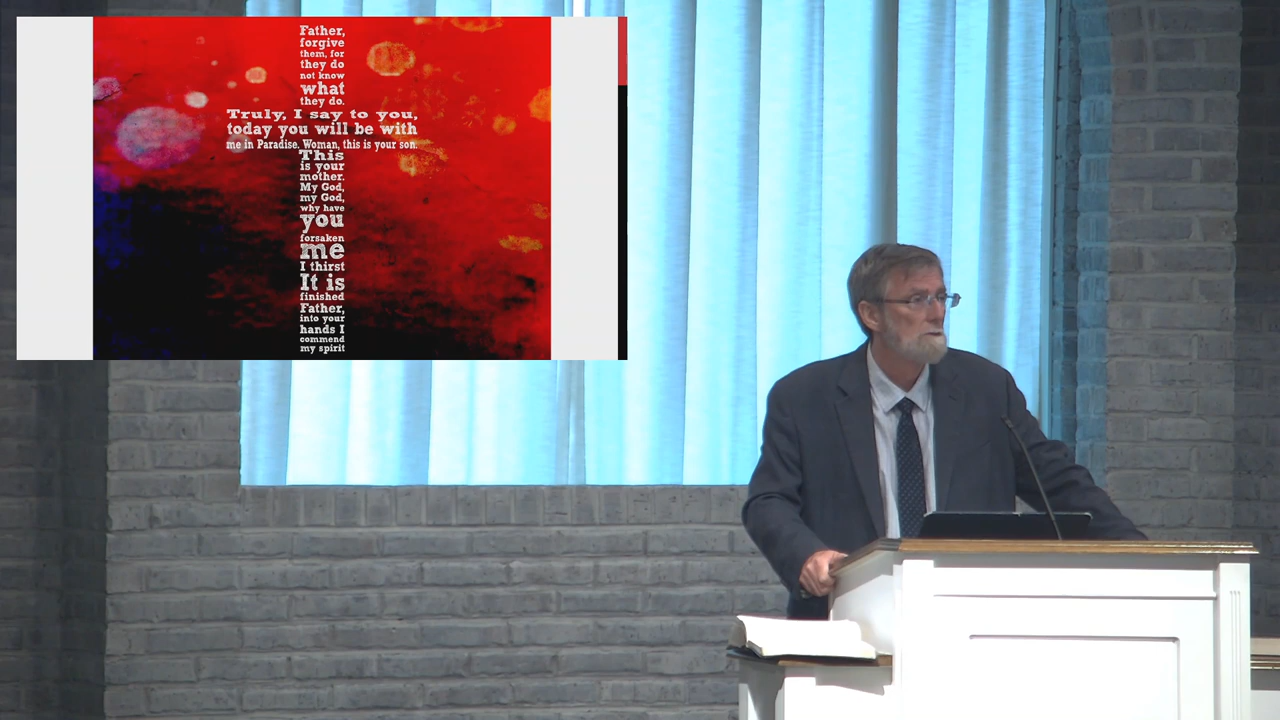 Father,
forgive
them, for
they do
not know
what
they do.
Truly, I say to you,
today you will be with
me in Paradise. Woman, this is your son.
This
is your
mother.
My God,
my God,
why have
you
forsaken
me
I thirst
It is
finished
Father,
into your
hands I
commend
my spirit